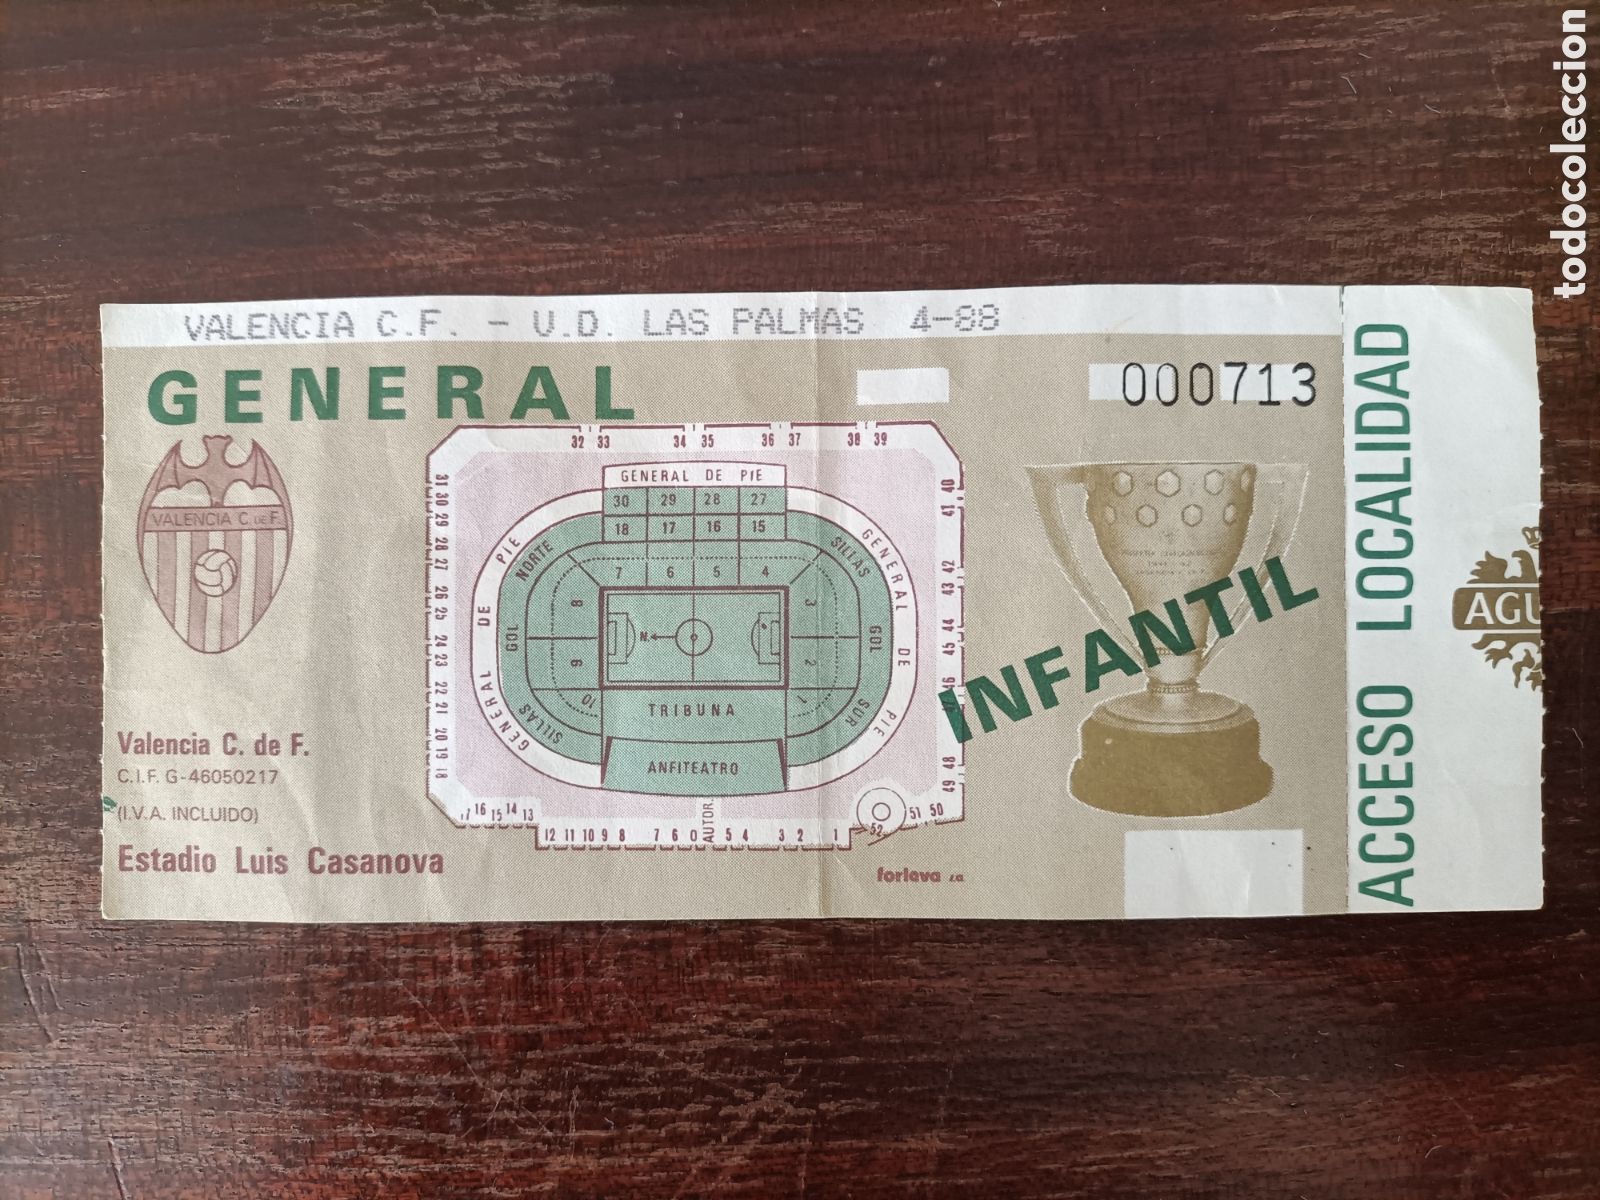 VALENCIA C.F. - U.D. LAS PALMAS 4-88
GENERAL
000713
VALENCIA C. DE F.
32 33 34 35 36 37 38 39
31 30 29 28 27 26 25 24 23 22 21 20 19 18
40 41 42 43 44 45 46 47 48 49
GENERAL DE PIE
30 29 28 27
18 17 16 15
7 6 5 4
8 9 10
3 2 1
GENERAL DE PIE
SILLAS GOL NORTE
SILLAS GOL SUR
GENERAL DE PIE
N.
TRIBUNA
ANFITEATRO
17 16 15 14 13
12 11 10 9 8 7 6 0 AUTOR. 5 4 3 2 1
52 51 50
INFANTIL
Valencia C. de F.
C.I.F. G-46050217
(I.V.A. INCLUIDO)
Estadio Luis Casanova
forleva s.a.
ACCESO LOCALIDAD
AGU
todocoleccion